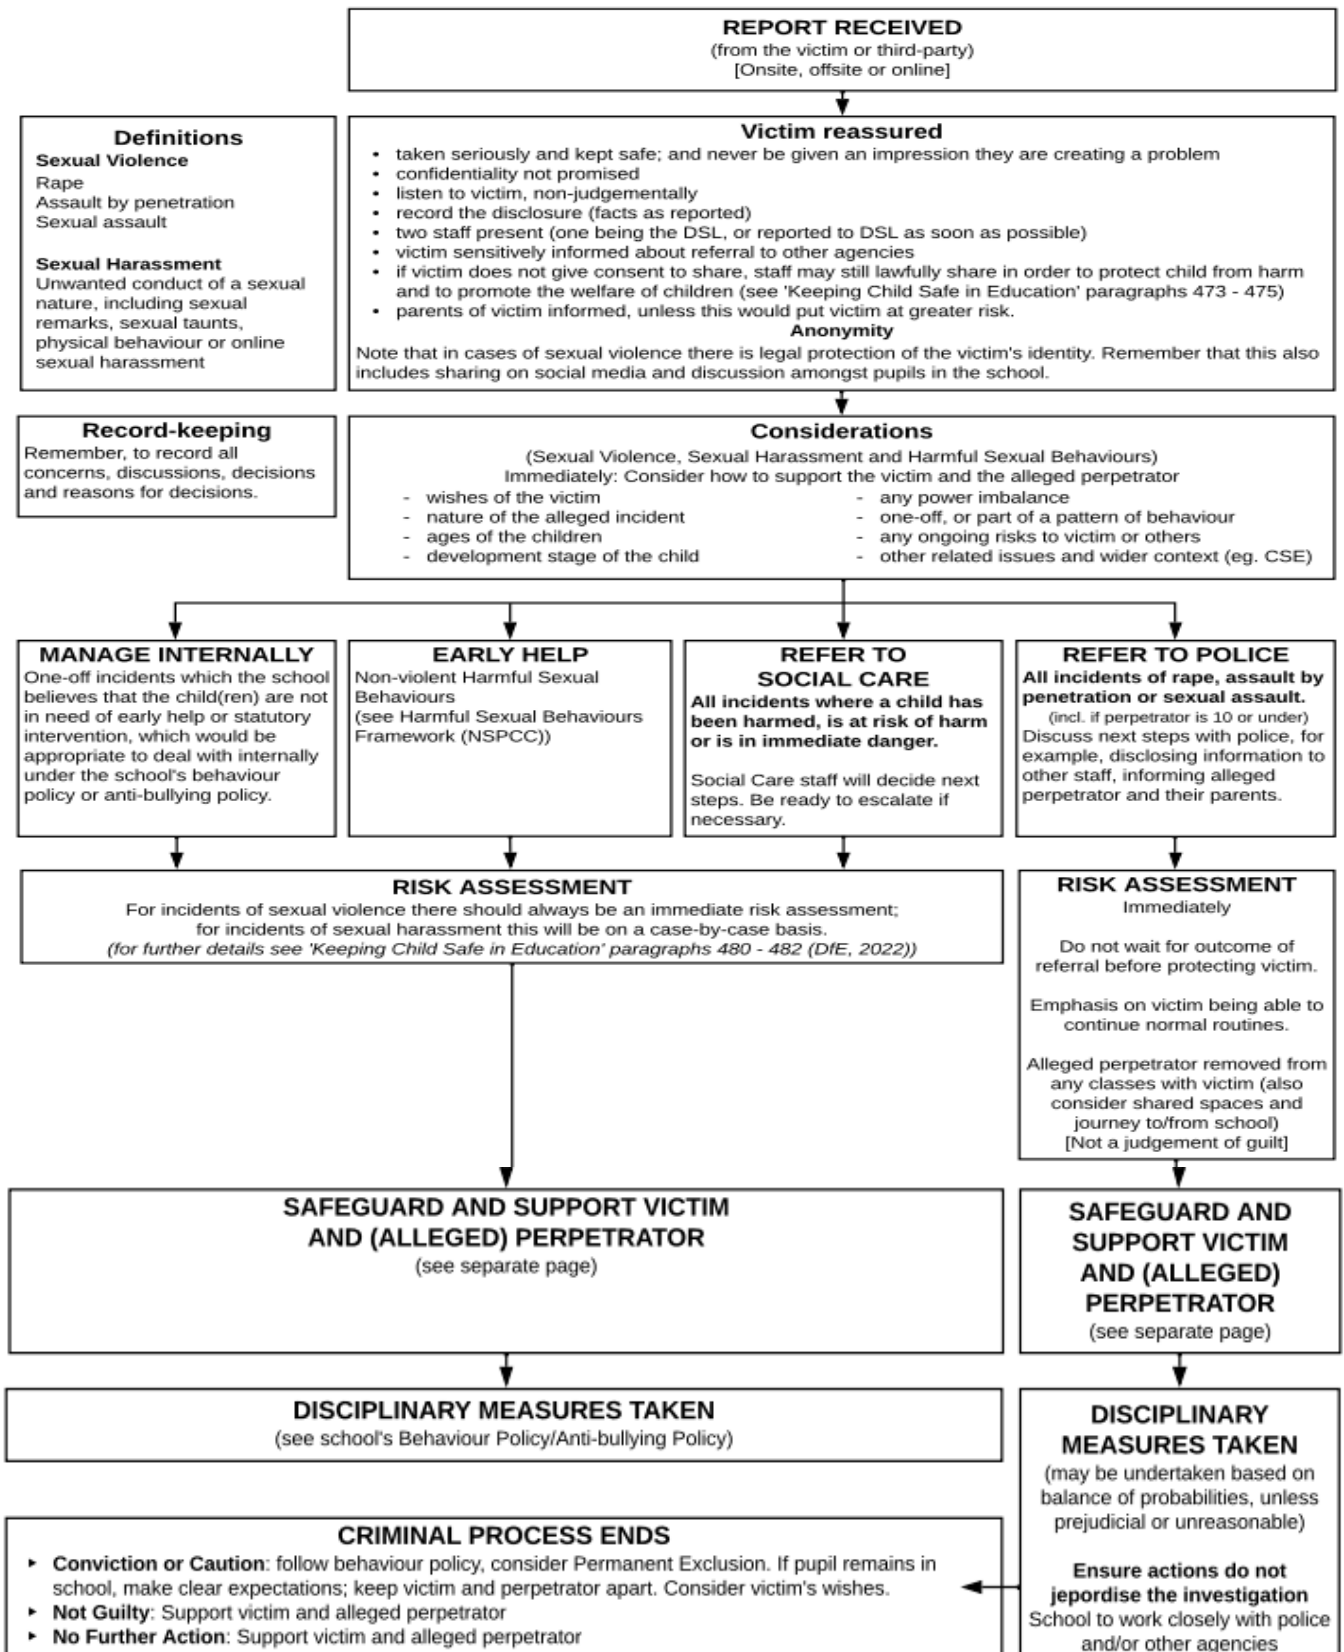 REPORT RECEIVED
(from the victim or third-party)
[Onsite, offsite or online]
Definitions
Sexual Violence
Rape
Assault by penetration
Sexual assault
Sexual Harassment
Unwanted conduct of a sexual
nature, including sexual
remarks, sexual taunts,
physical behaviour or online
sexual harassment
Victim reassured
• taken seriously and kept safe; and never be given an impression they are creating a problem
• confidentiality not promised
• listen to victim, non-judgementally
• record the disclosure (facts as reported)
• two staff present (one being the DSL, or reported to DSL as soon as possible)
• victim sensitively informed about referral to other agencies
• if victim does not give consent to share, staff may still lawfully share in order to protect child from harm
and to promote the welfare of children (see 'Keeping Child Safe in Education' paragraphs 473 - 475)
• parents of victim informed, unless this would put victim at greater risk.
Anonymity
Note that in cases of sexual violence there is legal protection of the victim's identity. Remember that this also
includes sharing on social media and discussion amongst pupils in the school.
Record-keeping
Remember, to record all
concerns, discussions, decisions
and reasons for decisions.
Considerations
(Sexual Violence, Sexual Harassment and Harmful Sexual Behaviours)
Immediately: Consider how to support the victim and the alleged perpetrator
- wishes of the victim
- nature of the alleged incident
- ages of the children
- development stage of the child
- any power imbalance
- one-off, or part of a pattern of behaviour
- any ongoing risks to victim or others
- other related issues and wider context (eg. CSE)
MANAGE INTERNALLY
One-off incidents which the school
believes that the child(ren) are not
in need of early help or statutory
intervention, which would be
appropriate to deal with internally
under the school's behaviour
policy or anti-bullying policy.
EARLY HELP
Non-violent Harmful Sexual
Behaviours
(see Harmful Sexual Behaviours
Framework (NSPCC))
REFER TO
SOCIAL CARE
All incidents where a child has
been harmed, is at risk of harm
or is in immediate danger.
Social Care staff will decide next
steps. Be ready to escalate if
necessary.
REFER TO POLICE
All incidents of rape, assault by
penetration or sexual assault.
(incl. if perpetrator is 10 or under)
Discuss next steps with police, for
example, disclosing information to
other staff, informing alleged
perpetrator and their parents.
RISK ASSESSMENT
For incidents of sexual violence there should always be an immediate risk assessment;
for incidents of sexual harassment this will be on a case-by-case basis.
(for further details see 'Keeping Child Safe in Education' paragraphs 480 - 482 (DfE, 2022))
RISK ASSESSMENT
Immediately
Do not wait for outcome of
referral before protecting victim.
Emphasis on victim being able to
continue normal routines.
Alleged perpetrator removed from
any classes with victim (also
consider shared spaces and
journey to/from school)
[Not a judgement of guilt]
SAFEGUARD AND SUPPORT VICTIM
AND (ALLEGED) PERPETRATOR
(see separate page)
SAFEGUARD AND
SUPPORT VICTIM
AND (ALLEGED)
PERPETRATOR
(see separate page)
DISCIPLINARY MEASURES TAKEN
(see school's Behaviour Policy/Anti-bullying Policy)
DISCIPLINARY
MEASURES TAKEN
(may be undertaken based on
balance of probabilities, unless
prejudicial or unreasonable)
Ensure actions do not
jepordise the investigation
School to work closely with police
and/or other agencies
CRIMINAL PROCESS ENDS
‣ Conviction or Caution: follow behaviour policy, consider Permanent Exclusion. If pupil remains in
school, make clear expectations; keep victim and perpetrator apart. Consider victim's wishes.
‣ Not Guilty: Support victim and alleged perpetrator
‣ No Further Action: Support victim and alleged perpetrator